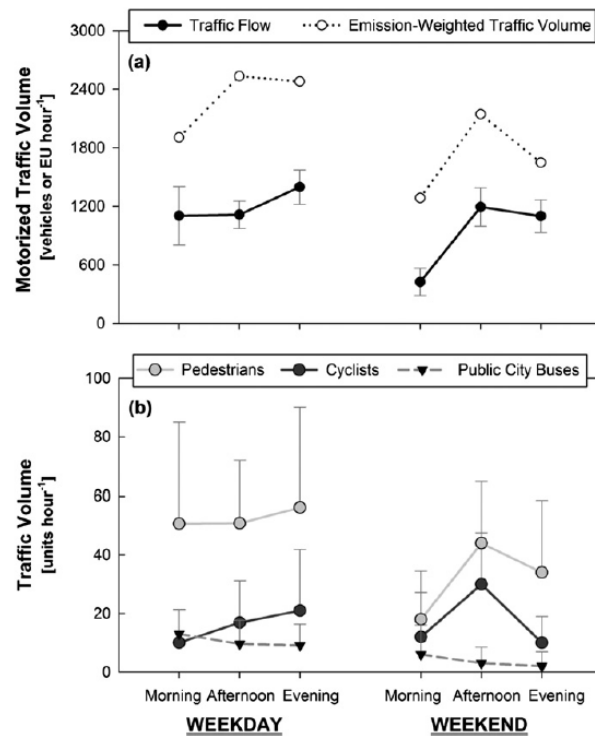 Traffic Flow Emission-Weighted Traffic Volume
(a)
Motorized Traffic Volume
[vehicles or EU hour-1]
3000
2400
1800
1200
600
0
Pedestrians Cyclists Public City Buses
(b)
Traffic Volume
[units hour-1]
100
80
60
40
20
0
Morning Afternoon Evening Morning Afternoon Evening
WEEKDAY WEEKEND